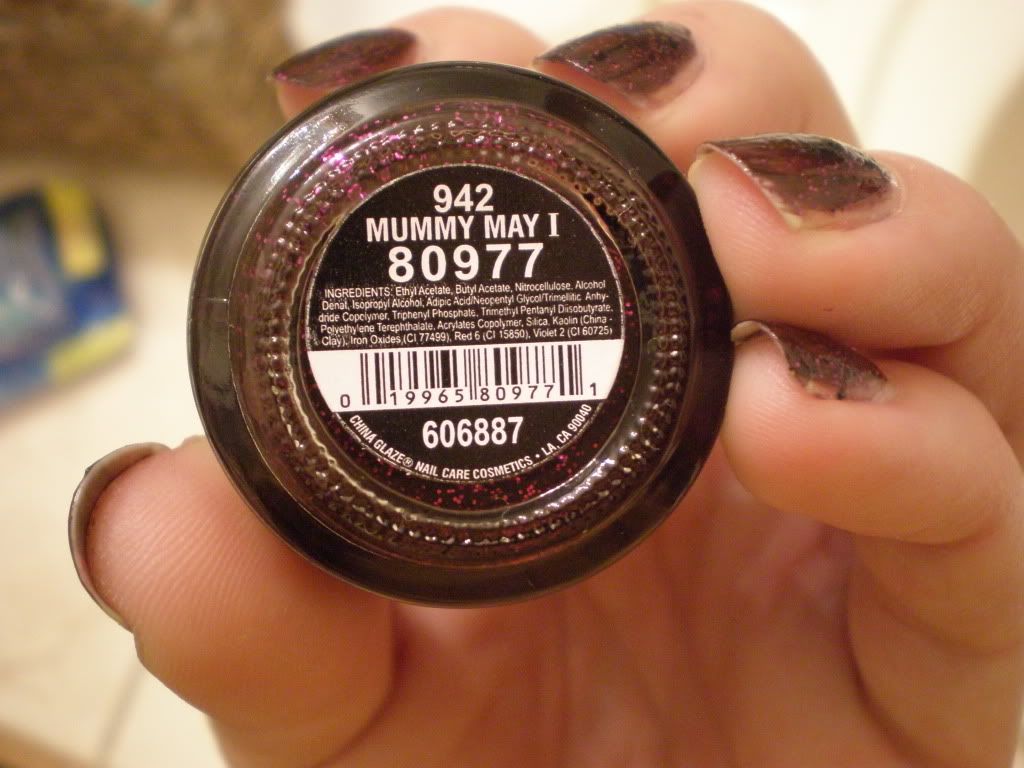 942
MUMMY MAY I
80977
INGREDIENTS: Ethyl Acetate, Butyl Acetate, Nitrocellulose. Alcohol
Denat, Isopropyl Alcohol, Adipic Acid/Neopentyl Glycol/Trimellitic Anhy-
dride Copolymer, Triphenyl Phosphate, Trimethyl Pentanyl Diisobutyrate,
Polyethylene Terephthalate, Acrylates Copolymer, Silica. Kaolin (China -
Clay), Iron Oxides,(CI 77499), Red 6 (CI 15850), Violet 2 (CI 60725)
0 19965 80977 1
606887
CHINA GLAZE® NAIL CARE COSMETICS • LA, CA 90040